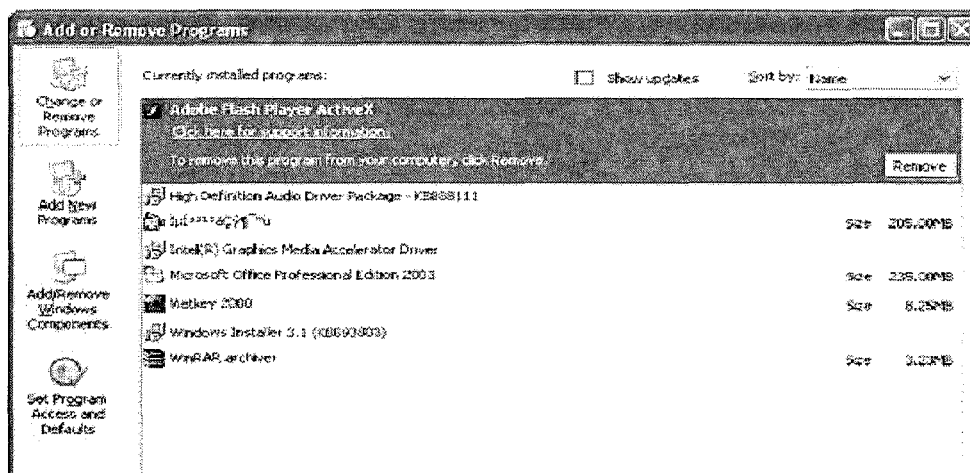 Add or Remove Programs
Change or Remove Programs
Add New Programs
Add/Remove Windows Components
Set Program Access and Defaults
Currently installed programs:
Show updates
Sort by: Name
Adobe Flash Player ActiveX
Click here for support information.
To remove this program from your computer, click Remove.
Remove
High Definition Audio Driver Package - KB888111
Size 205.00MB
Intel(R) Graphics Media Accelerator Driver
Microsoft Office Professional Edition 2003
Size 235.00MB
2000
Size 8.25MB
Windows Installer 3.1 (KB893803)
WinRAR archiver
Size 3.23MB